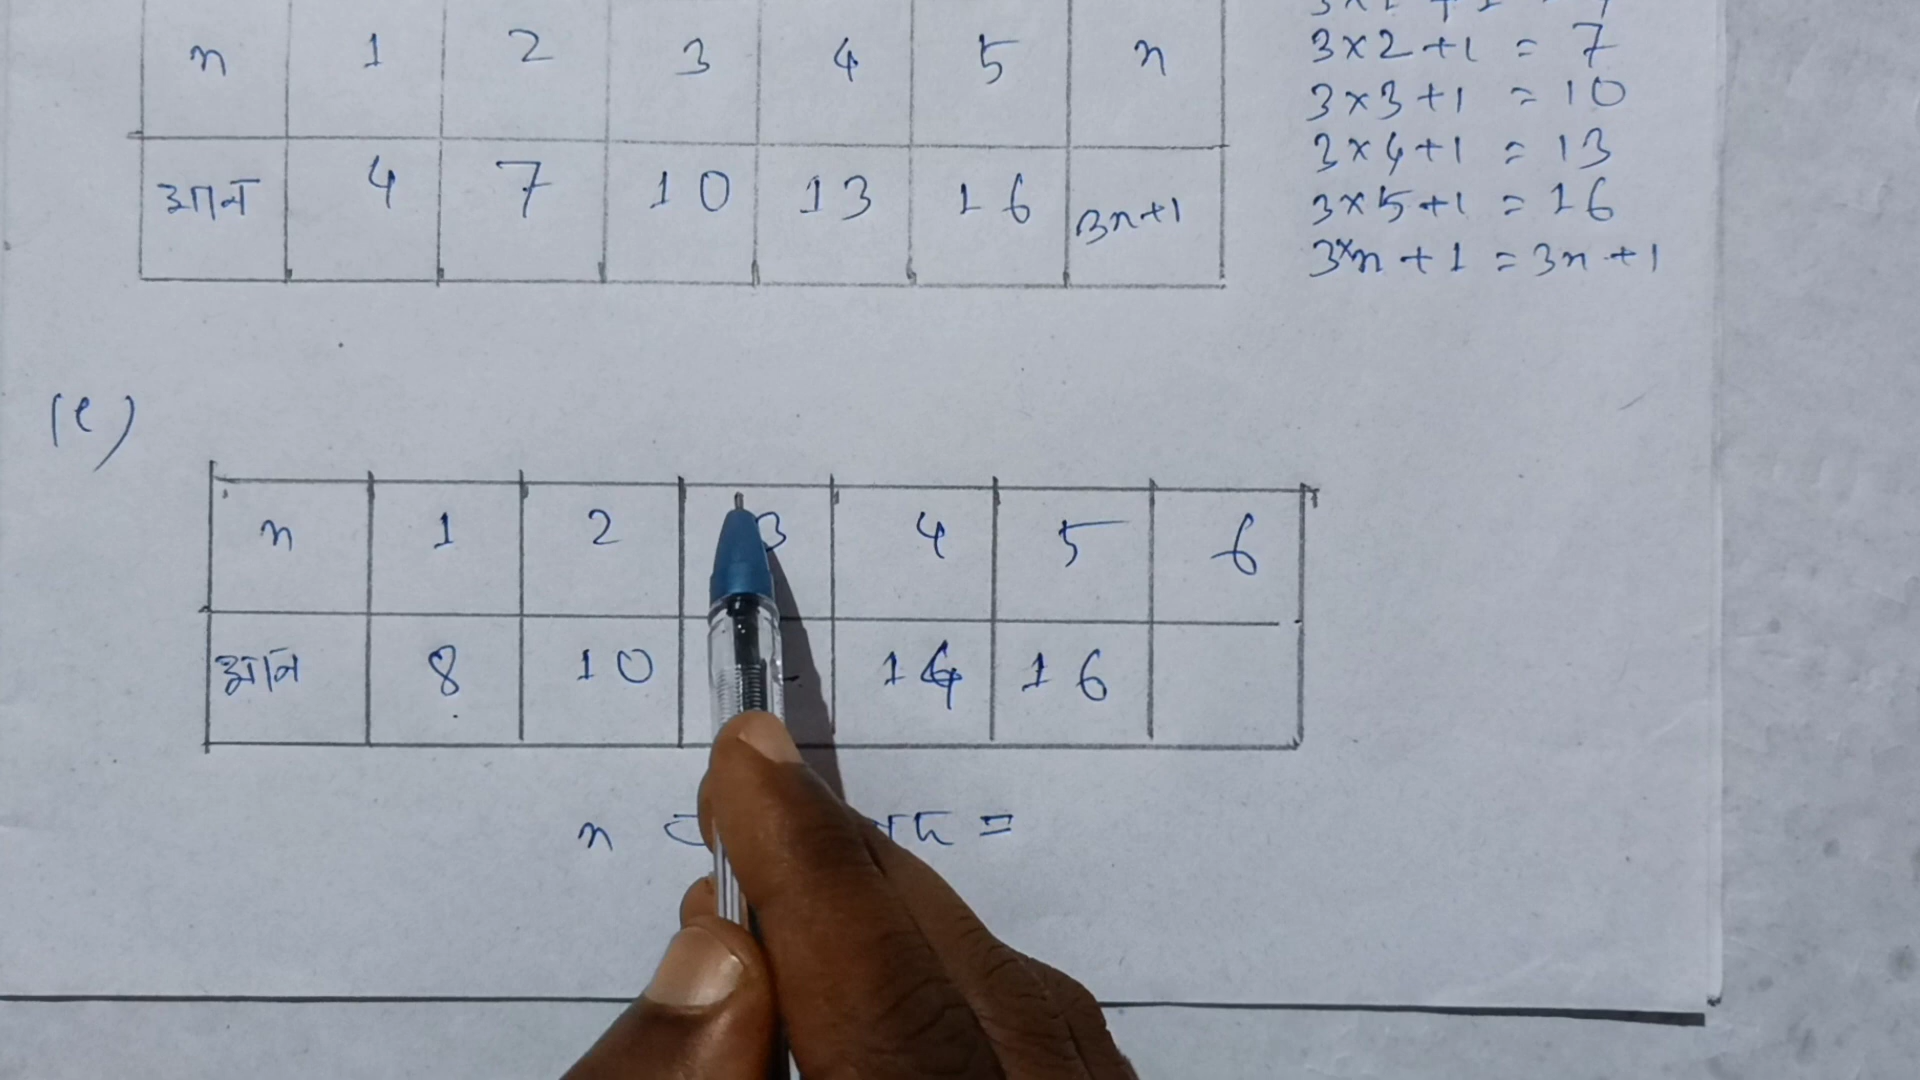 3×2+1 = 7
3×3+1 = 10
3×4+1 = 13
3×5+1 = 16
3×n+1 = 3n+1
n 1 2 3 4 5 n
मान 4 7 10 13 16 3n+1
(e)
n 1 2 3 4 5 6
मान 8 10 14 16
n =